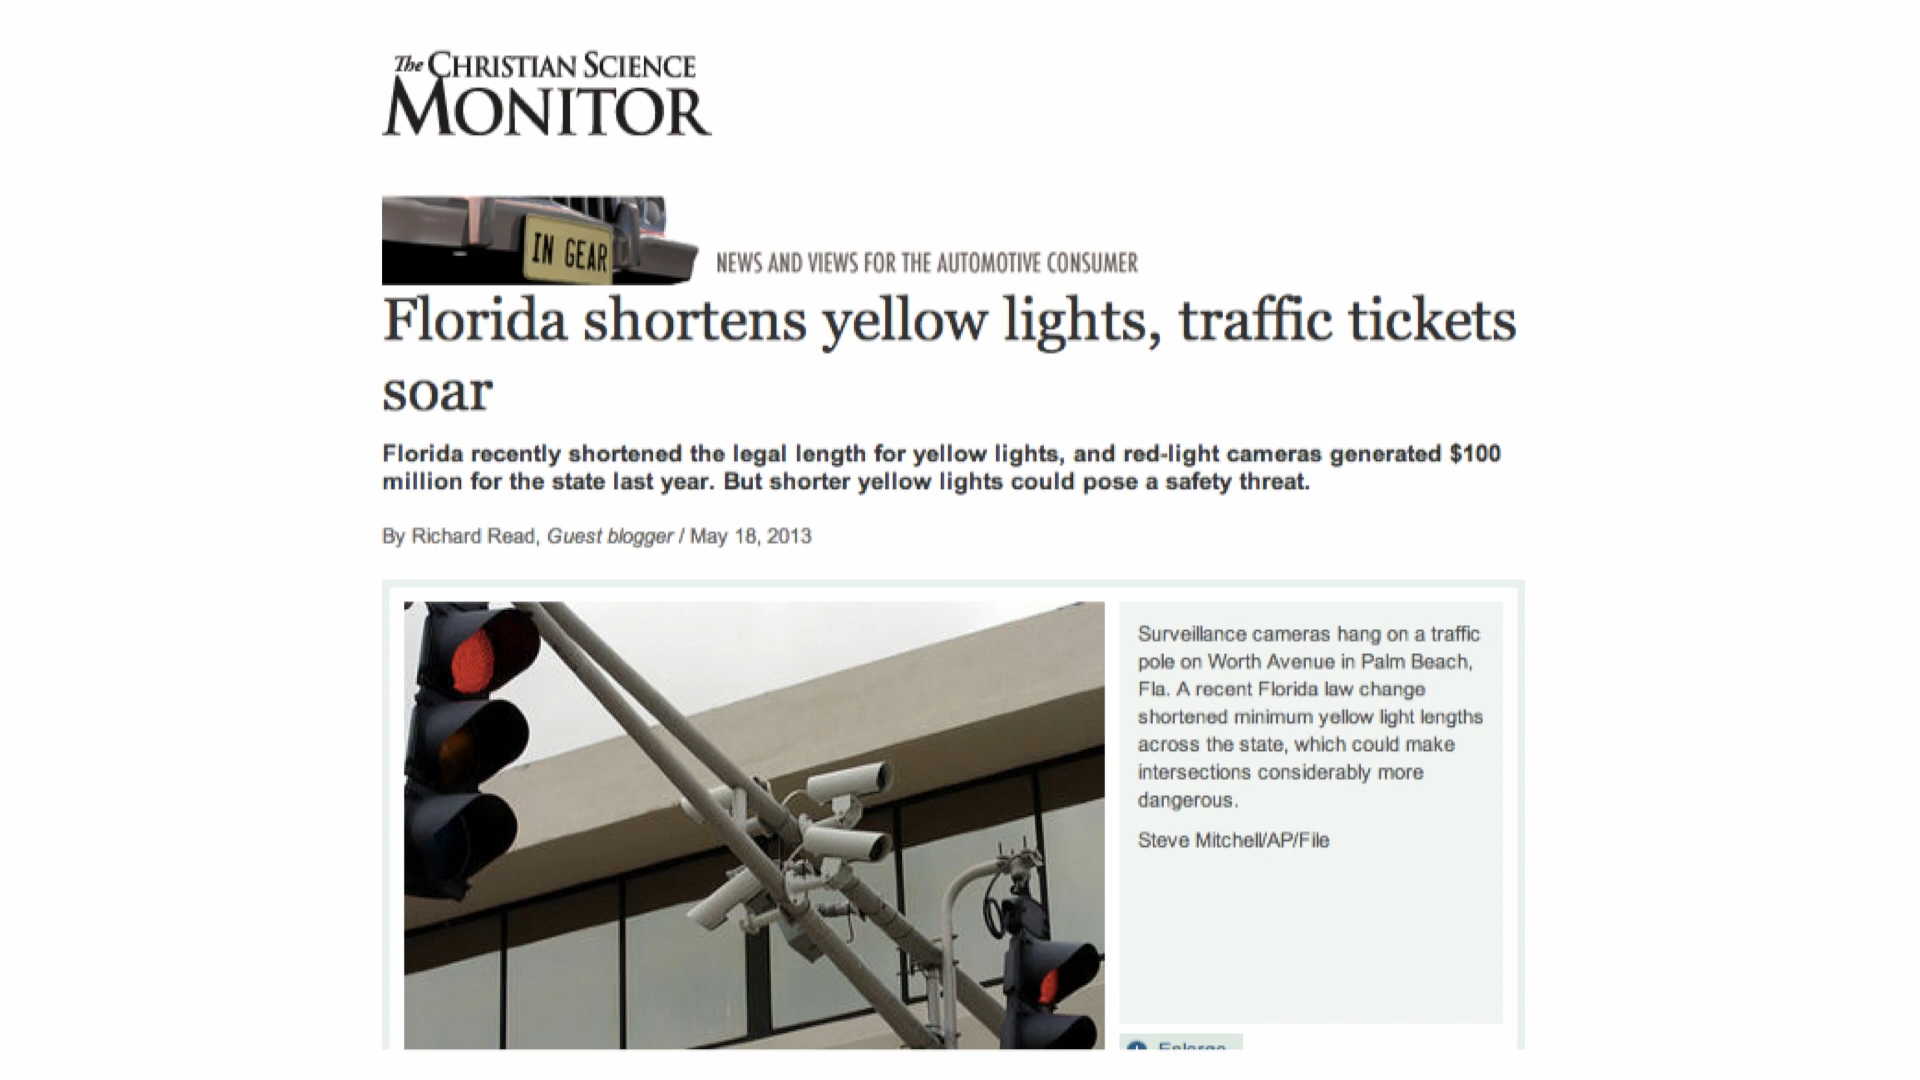 The CHRISTIAN SCIENCE
MONITOR
IN GEAR
NEWS AND VIEWS FOR THE AUTOMOTIVE CONSUMER
Florida shortens yellow lights, traffic tickets
soar
Florida recently shortened the legal length for yellow lights, and red-light cameras generated $100
million for the state last year. But shorter yellow lights could pose a safety threat.
By Richard Read, Guest blogger / May 18, 2013
Surveillance cameras hang on a traffic
pole on Worth Avenue in Palm Beach,
Fla. A recent Florida law change
shortened minimum yellow light lengths
across the state, which could make
intersections considerably more
dangerous.
Steve Mitchell/AP/File
Enlarge